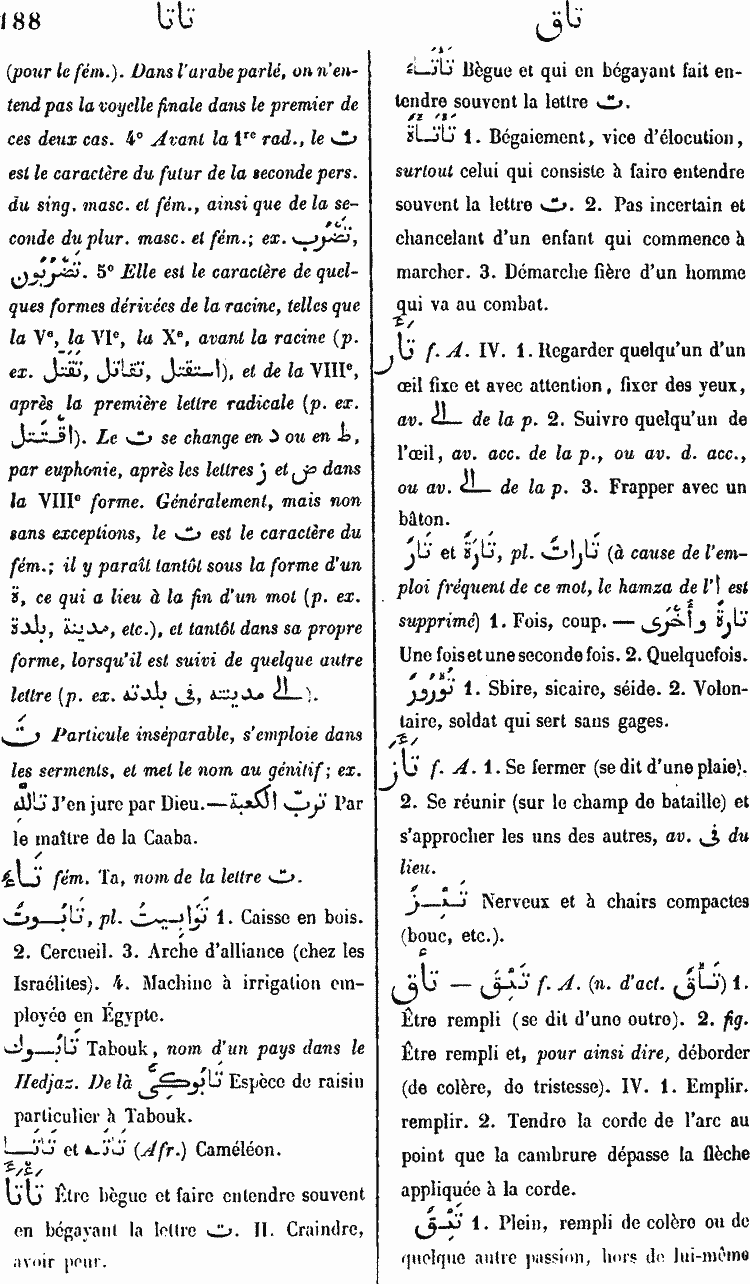 188 تاتا تاق
(pour le fém.). Dans l'arabe parlé, on n'en-
tend pas la voyelle finale dans le premier de
ces deux cas. 4° Avant la 1re rad., le ت
est le caractère du futur de la seconde pers.
du sing. masc. et fém., ainsi que de la se-
conde du plur. masc. et fém.; ex. تَضْرِب,
تَضْرِبُون. 5° Elle est le caractère de quel-
ques formes dérivées de la racine, telles que
la Ve, la VIe, la Xe, avant la racine (p.
ex. تَقَتَّل, تقاتل, استقتل), et de la VIIIe,
après la première lettre radicale (p. ex.
اقْتَتَل). Le ت se change en د ou en ط,
par euphonie, après les lettres ز et ض dans
la VIIIe forme. Généralement, mais non
sans exceptions, le ت est le caractère du
fém.; il y paraît tantôt sous la forme d'un
ة, ce qui a lieu à la fin d'un mot (p. ex.
مدينة, بلدة, etc.), et tantôt dans sa propre
forme, lorsqu'il est suivi de quelque autre
lettre (p. ex. فى بلدته, الى مدينته).
تَ Particule inséparable, s'emploie dans
les serments, et met le nom au génitif; ex.
تَاللّٰهِ J'en jure par Dieu.—تَرَبِّ الكعبة Par
le maître de la Caaba.
تَاءٌ fém. Ta, nom de la lettre ت.
تَابُوتٌ, pl. تَوَابِيتُ 1. Caisse en bois.
2. Cercueil. 3. Arche d'alliance (chez les
Israélites). 4. Machine à irrigation em-
ployée en Égypte.
تَابُوك Tabouk, nom d'un pays dans le
Hedjaz. De là تَابُوكِىّ Espèce de raisin
particulier à Tabouk.
تَاتَا et تَاتَه (Afr.) Caméléon.
تَأْتَأَ Être bègue et faire entendre souvent
en bégayant la lettre ت. II. Craindre,
avoir peur.
تَأْتَاءٌ Bègue et qui en bégayant fait en-
tendre souvent la lettre ت.
تَأْتَأَةٌ 1. Bégaiement, vice d'élocution,
surtout celui qui consiste à faire entendre
souvent la lettre ت. 2. Pas incertain et
chancelant d'un enfant qui commence à
marcher. 3. Démarche fière d'un homme
qui va au combat.
تَأَرَ f. A. IV. 1. Regarder quelqu'un d'un
œil fixe et avec attention, fixer des yeux,
av. الى de la p. 2. Suivre quelqu'un de
l'œil, av. acc. de la p., ou av. d. acc.,
ou av. الى de la p. 3. Frapper avec un
bâton.
تَارٌ et تَارَةٌ, pl. تَارَاتٌ (à cause de l'em-
ploi fréquent de ce mot, le hamza de l'أ est
supprimé) 1. Fois, coup. — تَارَةً وأُخْرَى
Une fois et une seconde fois. 2. Quelquefois.
تُؤْرُورٌ 1. Sbire, sicaire, séide. 2. Volon-
taire, soldat qui sert sans gages.
تَأَزَ f. A. 1. Se fermer (se dit d'une plaie).
2. Se réunir (sur le champ de bataille) et
s'approcher les uns des autres, av. فى du
lieu.
تَئِزٌ Nerveux et à chairs compactes
(bouc, etc.).
تأق — تَئِقَ f. A. (n. d'act. تَأَقٌ) 1.
Être rempli (se dit d'une outre). 2. fig.
Être rempli et, pour ainsi dire, déborder
(de colère, de tristesse). IV. 1. Emplir.
remplir. 2. Tendre la corde de l'arc au
point que la cambrure dépasse la flèche
appliquée à la corde.
تَئِقٌ 1. Plein, rempli de colère ou de
quelque autre passion, hors de lui-même